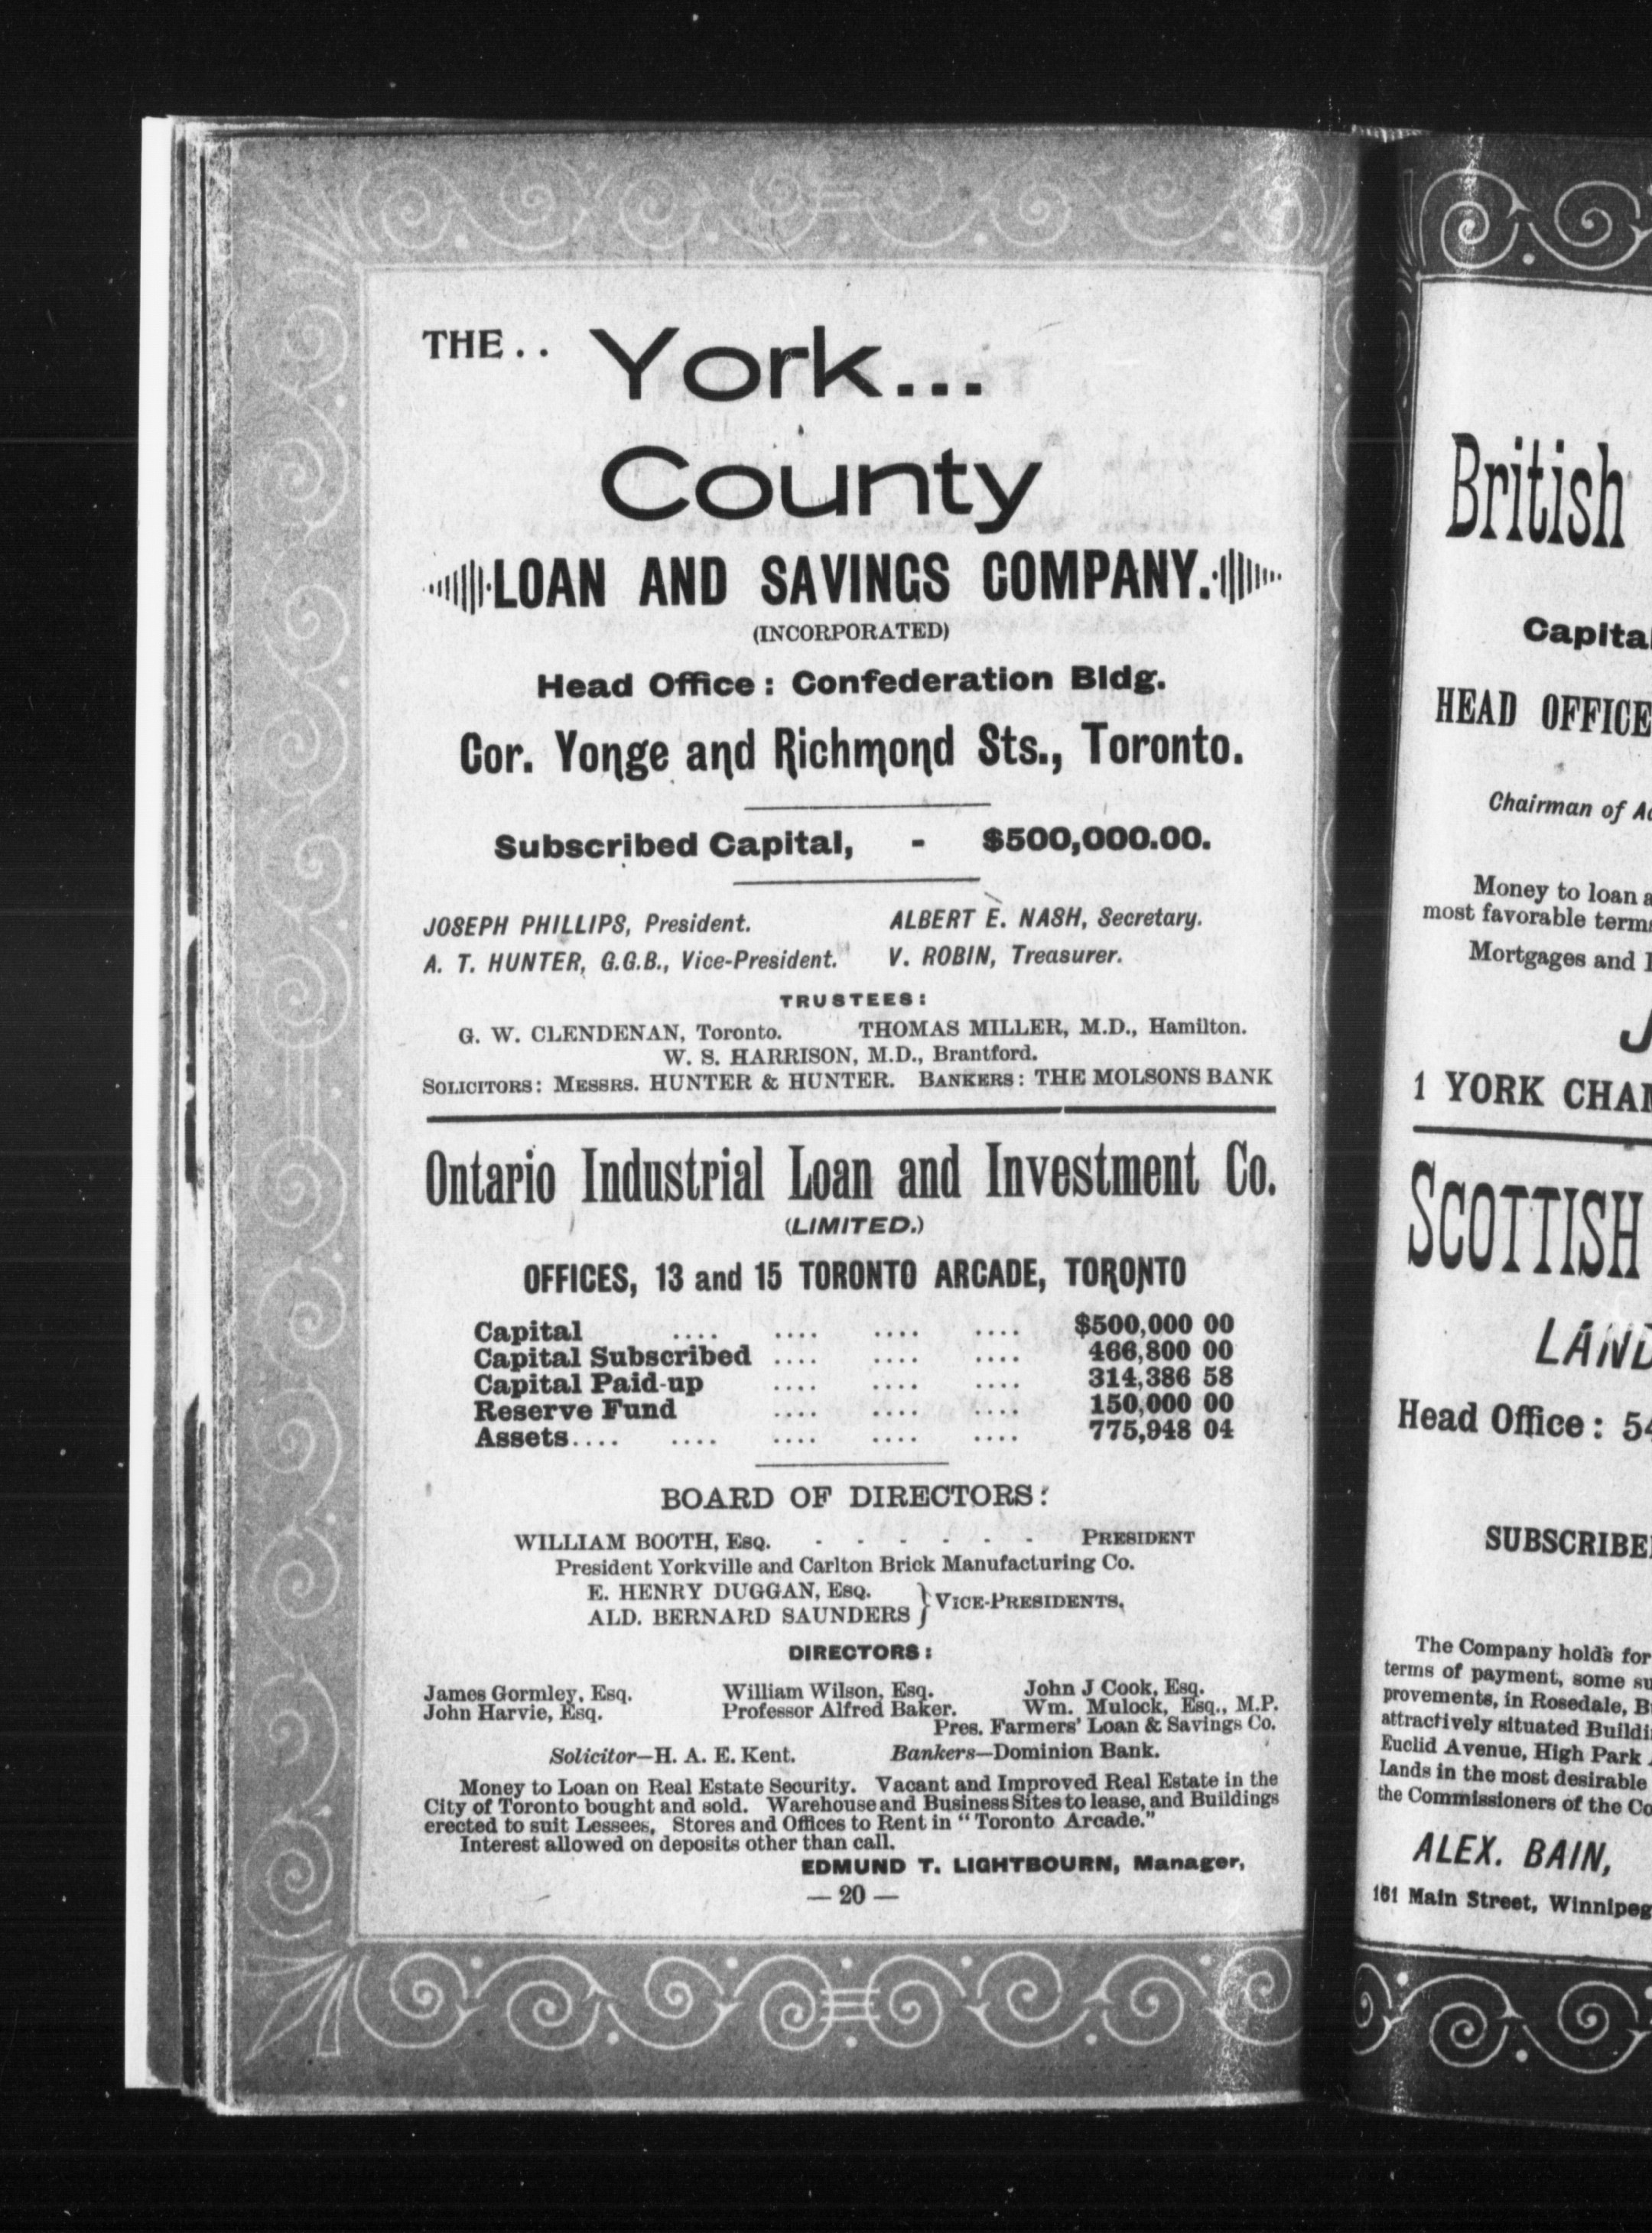 THE.. York...
County
LOAN AND SAVINGS COMPANY.
(INCORPORATED)
Head Office: Confederation Bldg.
Cor. Yonge and Richmond Sts., Toronto.
Subscribed Capital, - $500,000.00.
JOSEPH PHILLIPS, President. ALBERT E. NASH, Secretary.
A. T. HUNTER, G.G.B., Vice-President. V. ROBIN, Treasurer.
TRUSTEES:
G. W. CLENDENAN, Toronto. THOMAS MILLER, M.D., Hamilton.
W. S. HARRISON, M.D., Brantford.
SOLICITORS: MESSRS. HUNTER & HUNTER. BANKERS: THE MOLSONS BANK
Ontario Industrial Loan and Investment Co.
(LIMITED.)
OFFICES, 13 and 15 TORONTO ARCADE, TORONTO
Capital .... .... .... .... $500,000 00
Capital Subscribed .... .... .... 466,800 00
Capital Paid-up .... .... .... 314,386 58
Reserve Fund .... .... .... 150,000 00
Assets.... .... .... .... .... 775,948 04
BOARD OF DIRECTORS:
WILLIAM BOOTH, ESQ. - - - - - - PRESIDENT
President Yorkville and Carlton Brick Manufacturing Co.
E. HENRY DUGGAN, ESQ.
ALD. BERNARD SAUNDERS } VICE-PRESIDENTS,
DIRECTORS:
James Gormley, Esq. William Wilson, Esq. John J Cook, Esq.
John Harvie, Esq. Professor Alfred Baker. Wm. Mulock, Esq., M.P.
Pres. Farmers' Loan & Savings Co.
Solicitor—H. A. E. Kent. Bankers—Dominion Bank.
Money to Loan on Real Estate Security. Vacant and Improved Real Estate in the
City of Toronto bought and sold. Warehouse and Business Sites to lease, and Buildings
erected to suit Lessees. Stores and Offices to Rent in "Toronto Arcade."
Interest allowed on deposits other than call.
EDMUND T. LIGHTBOURN, Manager,
— 20 —
British
Capital
HEAD OFFICE
Chairman of
Money to loan
most favorable terms
Mortgages and
1 YORK
SCOTTISH
LAND
Head Office: 54
SUBSCRIBE
The Company holds for
terms of payment, some
provements, in Rosedale,
attractively situated
Euclid Avenue, High Park
Lands in the most desirable
the Commissioners of the
ALEX. BAIN,
161 Main Street, Winnipeg